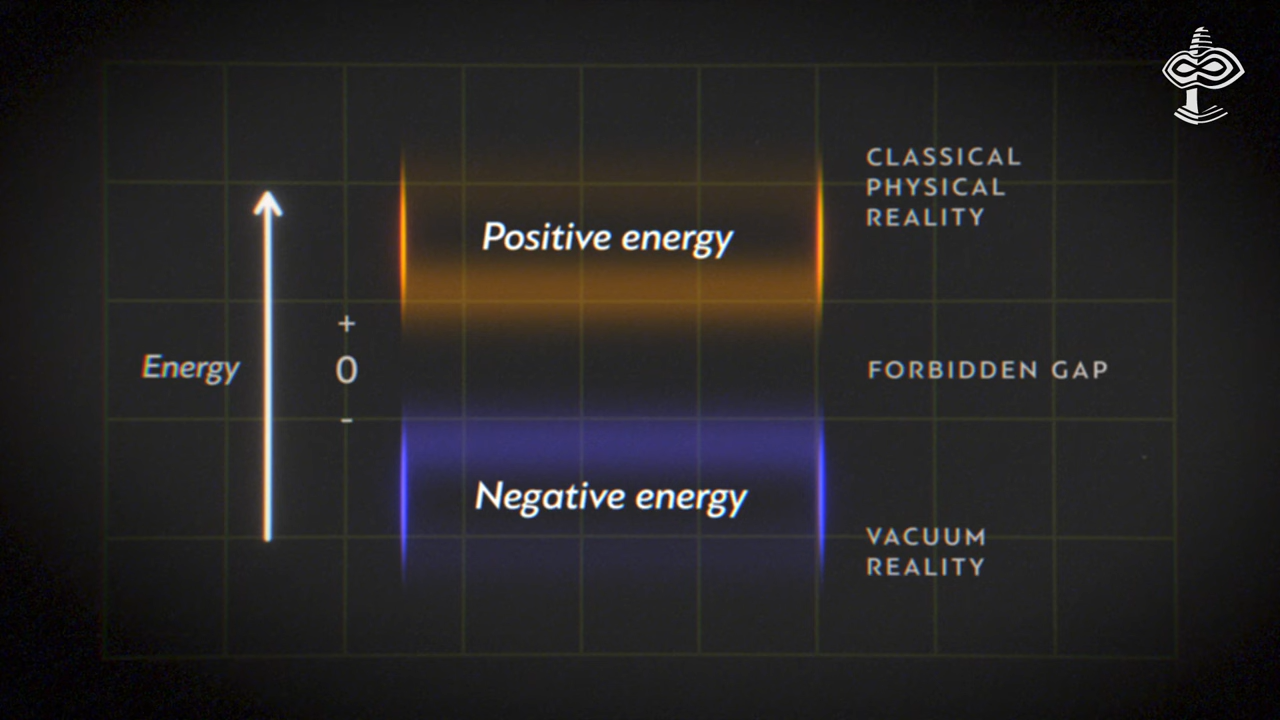 CLASSICAL
PHYSICAL
REALITY
Positive energy
+
Energy
0
FORBIDDEN GAP
-
Negative energy
VACUUM
REALITY